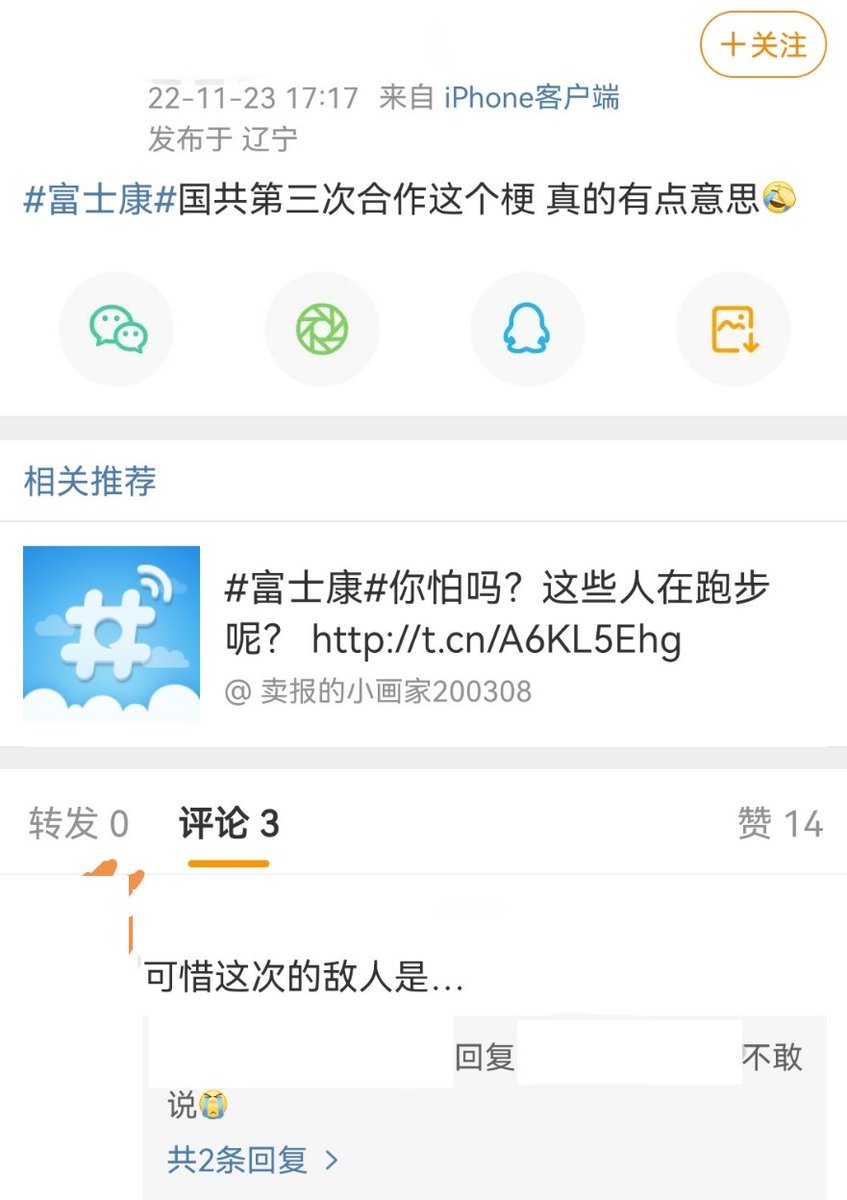 十关注
22-11-23 17:17 来自 iPhone客户端
发布于 辽宁
#富士康#国共第三次合作这个梗 真的有点意思🤣
相关推荐
#富士康#你怕吗？这些人在跑步
呢？ http://t.cn/A6KL5Ehg
@ 卖报的小画家200308
转发 0 评论 3 赞 14
可惜这次的敌人是...
回复 不敢
说😭
共2条回复 >